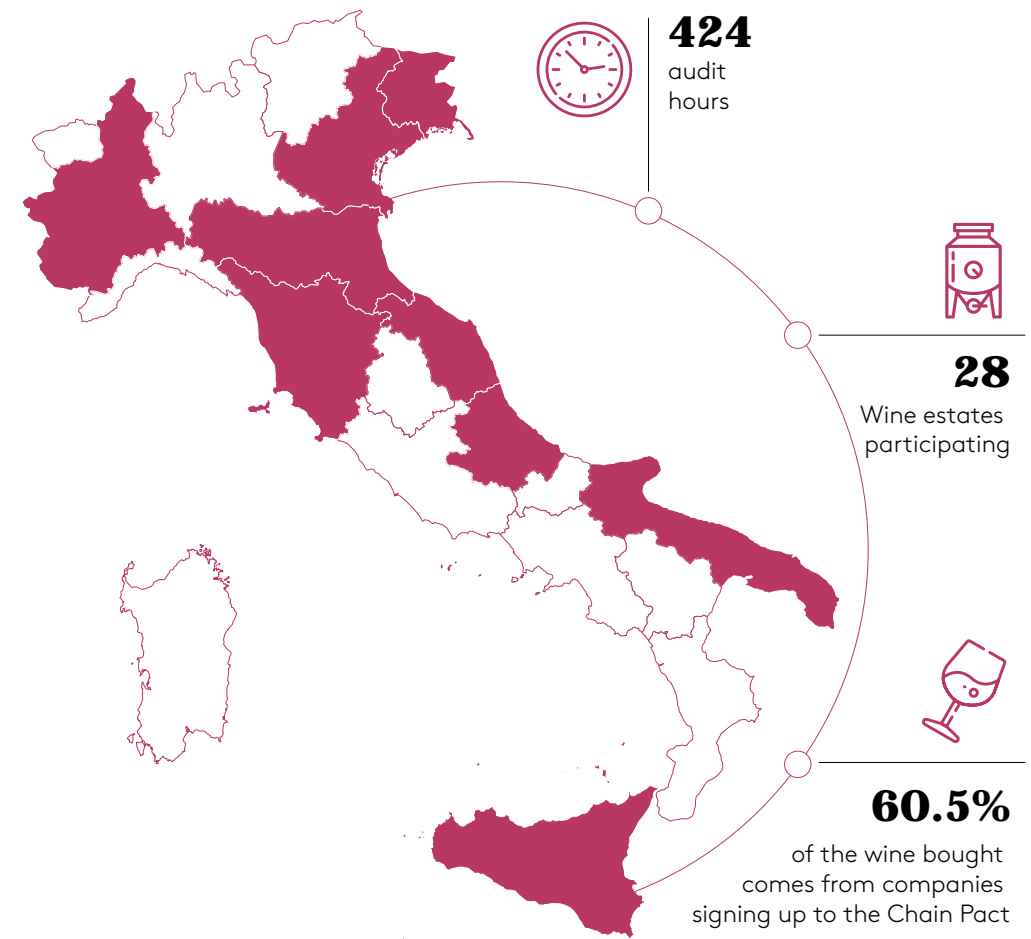 424
audit
hours
28
Wine estates
participating
60.5%
of the wine bought
comes from companies
signing up to the Chain Pact